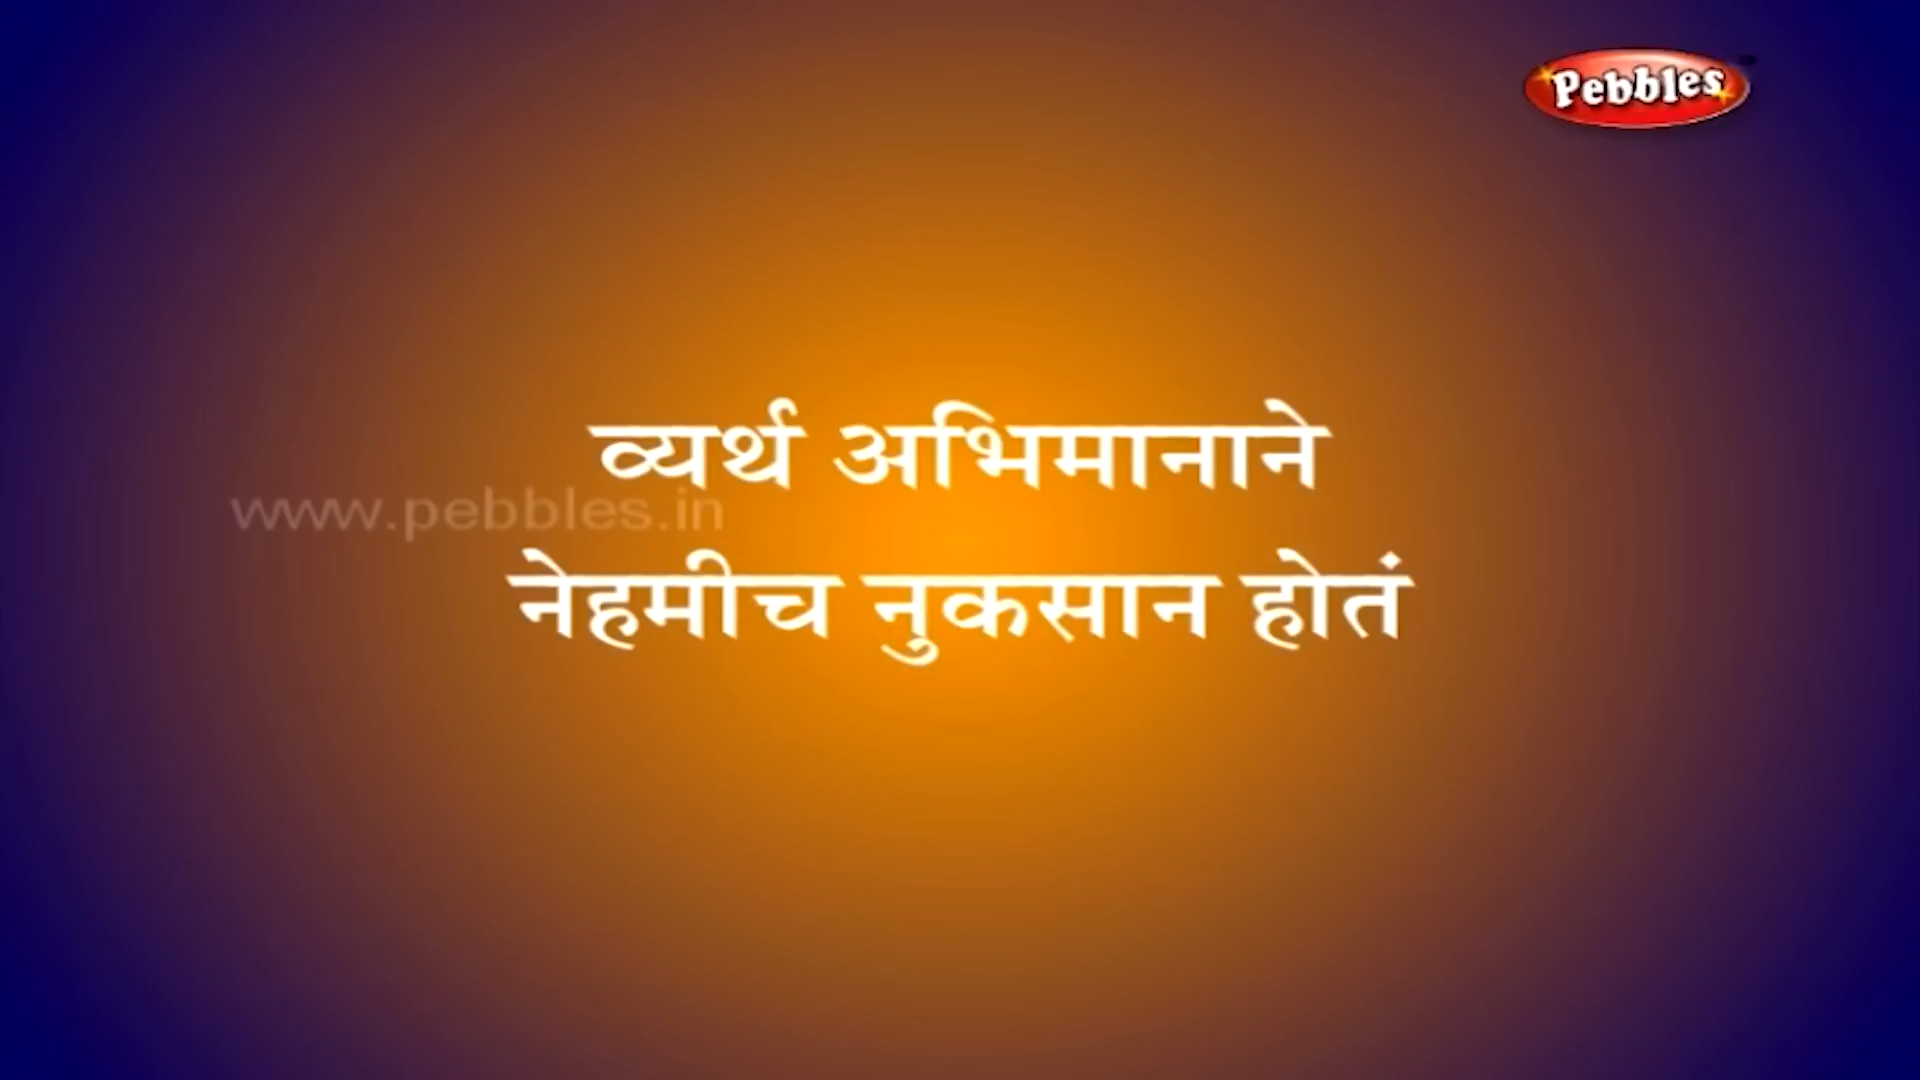 Pebbles
व्यर्थ अभिमानाने
www.pebbles.in
नेहमीच नुकसान होतं